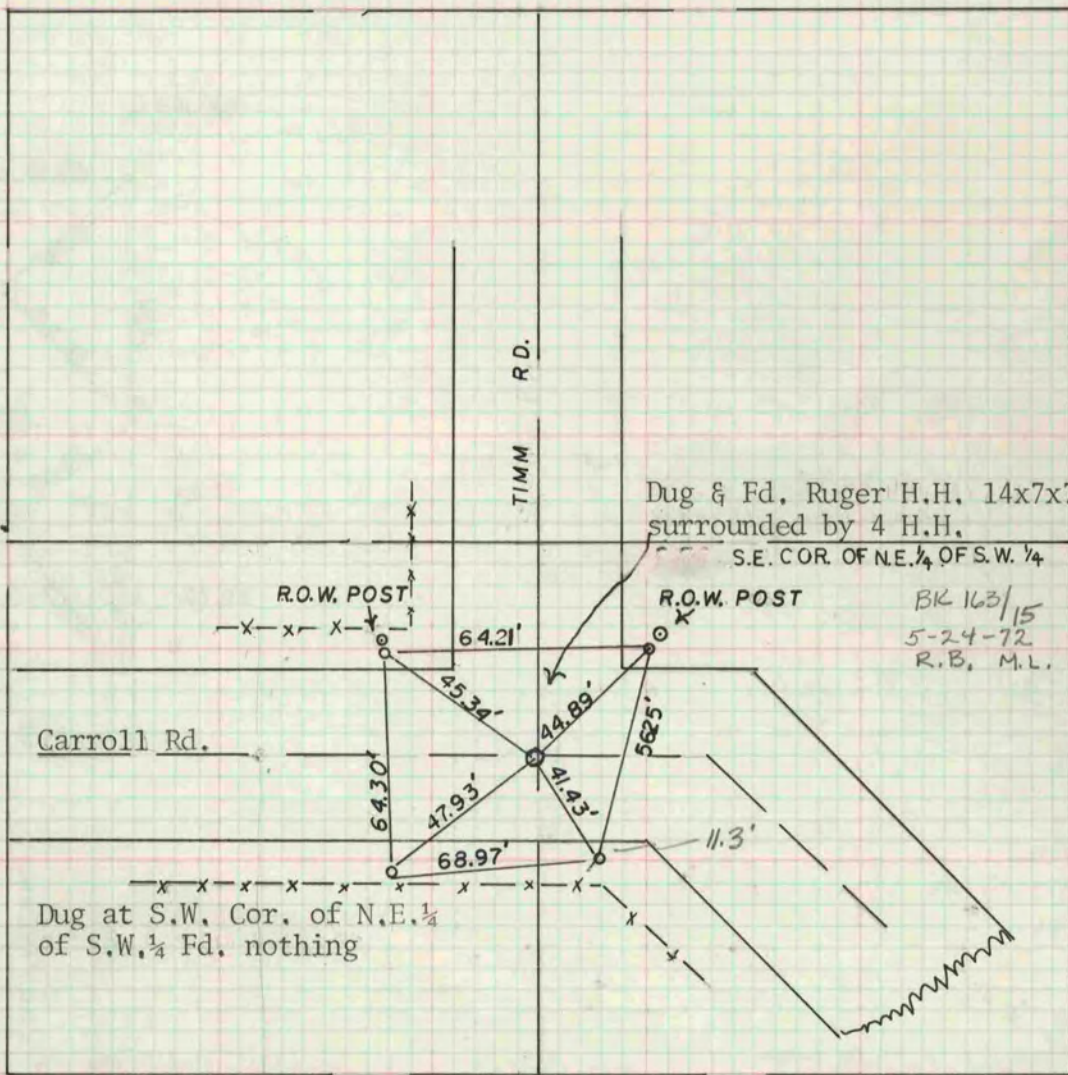 TIMM RD.
Dug & Fd. Ruger H.H. 14x7x7
surrounded by 4 H.H.
S.E. COR. OF N.E. 1/4 OF S.W. 1/4
R.O.W. POST
R.O.W. POST
BK 163/15
5-24-72
R.B. M.L.
64.21'
45.34'
44.89'
5625'
Carroll Rd.
64.30'
47.93'
41.43'
68.97'
11.3'
Dug at S.W. Cor. of N.E.¼
of S.W.¼ Fd. nothing